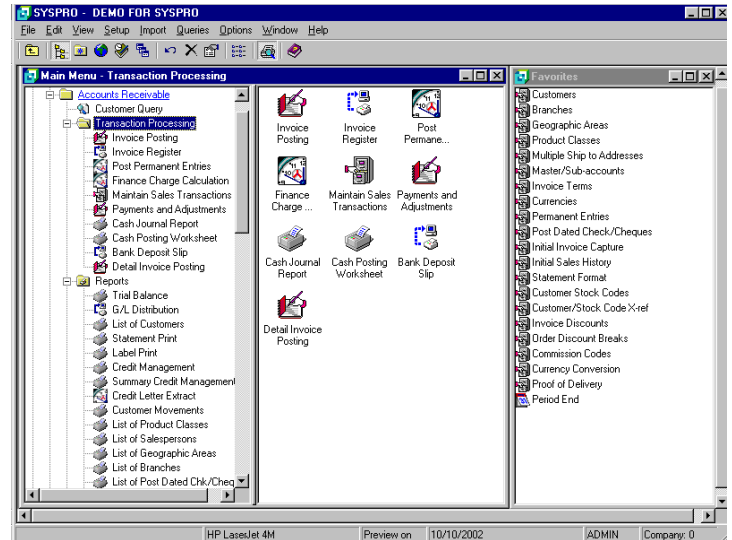 SYSPRO - DEMO FOR SYSPRO
File Edit View Setup Import Queries Options Window Help
Main Menu - Transaction Processing
Accounts Receivable
Customer Query
Transaction Processing
Invoice Posting
Invoice Register
Post Permanent Entries
Finance Charge Calculation
Maintain Sales Transactions
Payments and Adjustments
Cash Journal Report
Cash Posting Worksheet
Bank Deposit Slip
Detail Invoice Posting
Reports
Trial Balance
G/L Distribution
List of Customers
Statement Print
Label Print
Credit Management
Summary Credit Management
Credit Letter Extract
Customer Movements
List of Product Classes
List of Salespersons
List of Geographic Areas
List of Branches
List of Post Dated Chk/Cheq
Invoice
Posting
Invoice
Register
Post
Permane...
Finance
Charge ...
Maintain Sales
Transactions
Payments and
Adjustments
Cash Journal
Report
Cash Posting
Worksheet
Bank Deposit
Slip
Detail Invoice
Posting
Favorites
Customers
Branches
Geographic Areas
Product Classes
Multiple Ship to Addresses
Master/Sub-accounts
Invoice Terms
Currencies
Permanent Entries
Post Dated Check/Cheques
Initial Invoice Capture
Initial Sales History
Statement Format
Customer Stock Codes
Customer/Stock Code X-ref
Invoice Discounts
Order Discount Breaks
Commission Codes
Currency Conversion
Proof of Delivery
Period End
HP LaserJet 4M Preview on 10/10/2002 ADMIN Company: 0